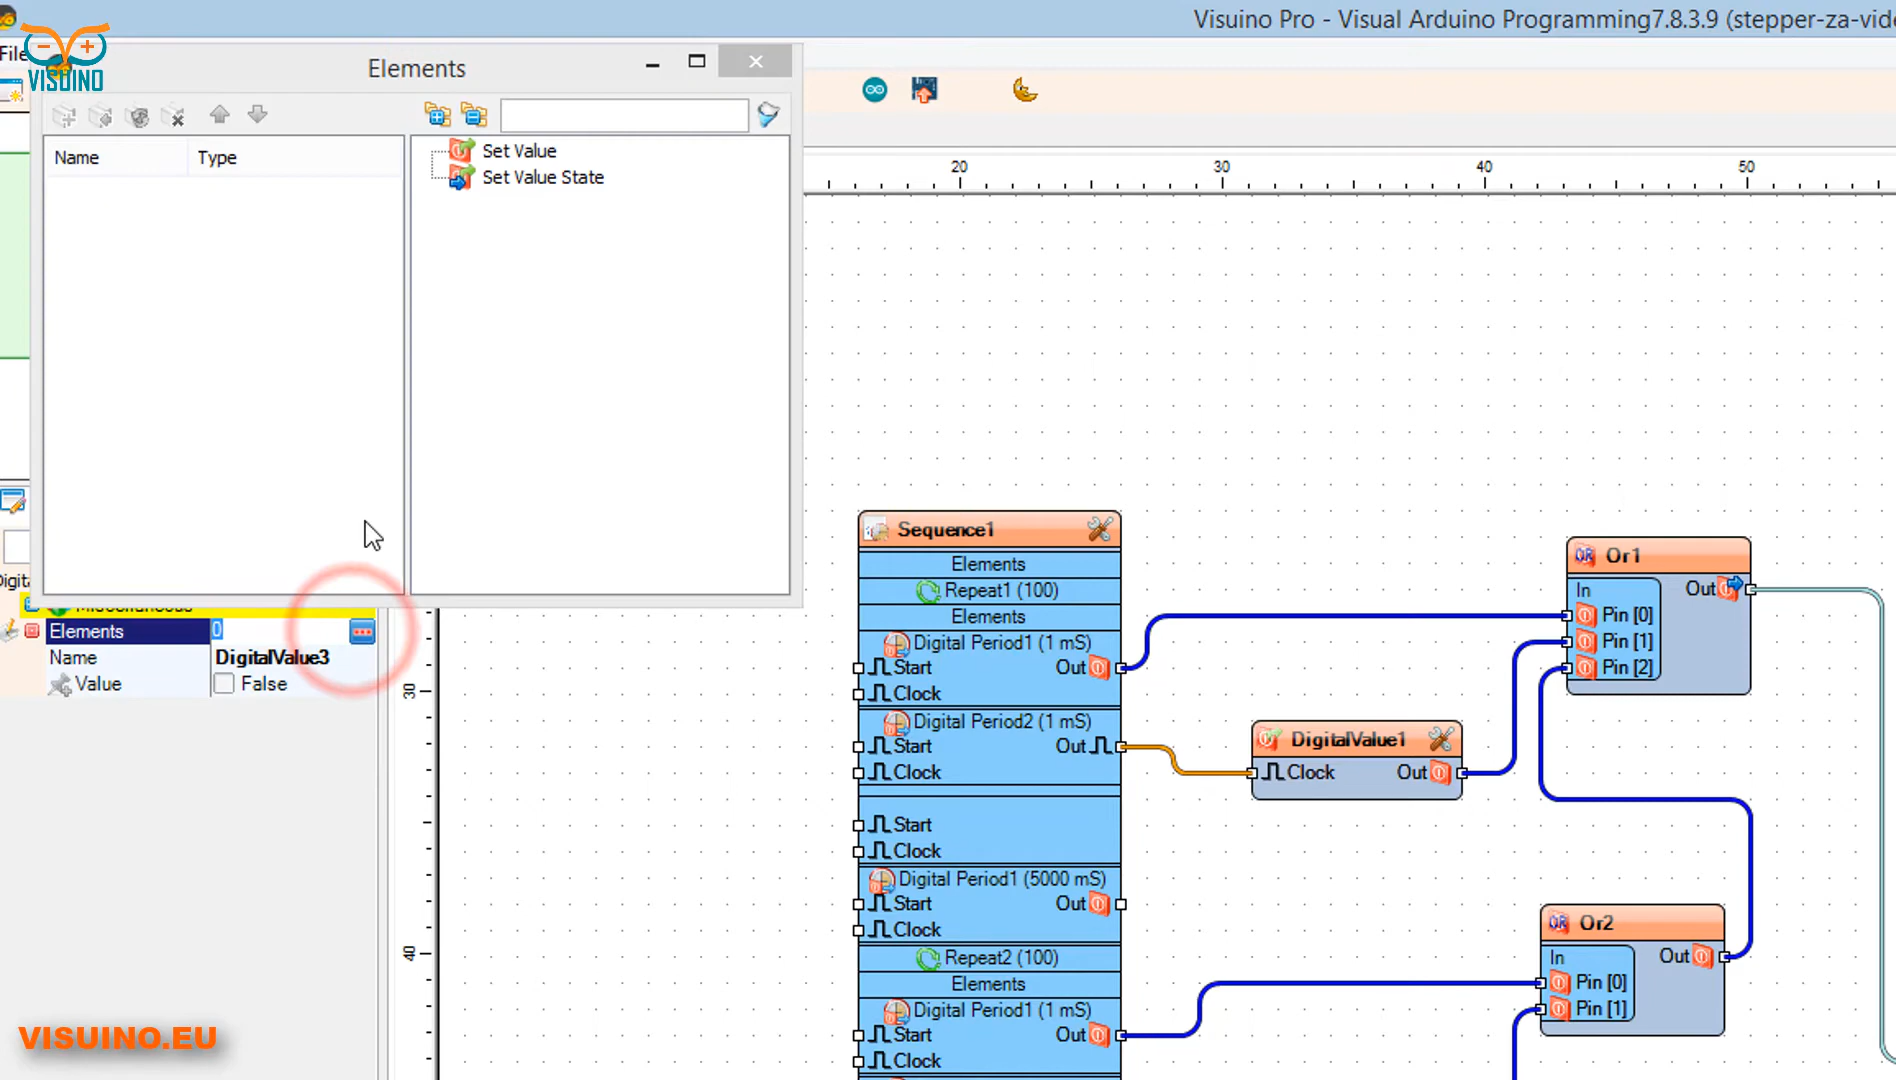 Visuino Pro - Visual Arduino Programming7.8.3.9 (stepper-za-vide
File
VISUINO
Elements
Name Type
Set Value
Set Value State
20 30 40 50
Digit
Miscellaneous
Elements 0
Name DigitalValue3
Value False
30
40
Sequence1
Elements
Repeat1 (100)
Elements
Digital Period1 (1 mS)
Start Out
Clock
Digital Period2 (1 mS)
Start Out
Clock
Start
Clock
Digital Period1 (5000 mS)
Start Out
Clock
Repeat2 (100)
Elements
Digital Period1 (1 mS)
Start Out
Clock
DigitalValue1
Clock Out
OR Or1
In Out
Pin [0]
Pin [1]
Pin [2]
OR Or2
In Out
Pin [0]
Pin [1]
VISUINO.EU